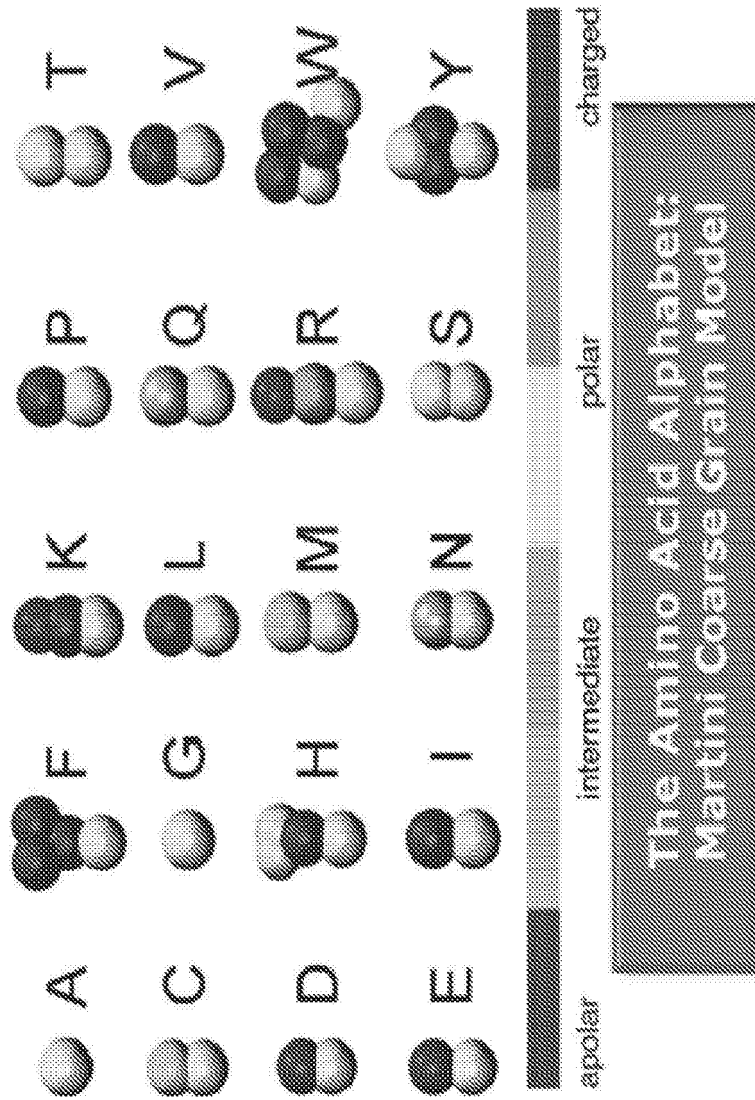 A F K P T
C G L Q V
D H M R W
E I N S Y
apolar intermediate polar charged
The Amino Acid Alphabet:
Martini Coarse Grain Model